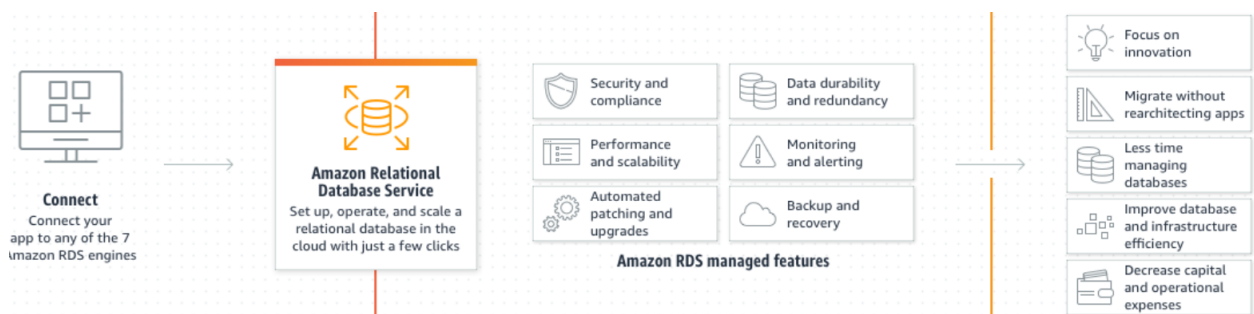 Connect
Connect your
app to any of the 7
Amazon RDS engines
Amazon Relational
Database Service
Set up, operate, and scale a
relational database in the
cloud with just a few clicks
Security and
compliance
Data durability
and redundancy
Performance
and scalability
Monitoring
and alerting
Automated
patching and
upgrades
Backup and
recovery
Amazon RDS managed features
Focus on
innovation
Migrate without
rearchitecting apps
Less time
managing
databases
Improve database
and infrastructure
efficiency
Decrease capital
and operational
expenses